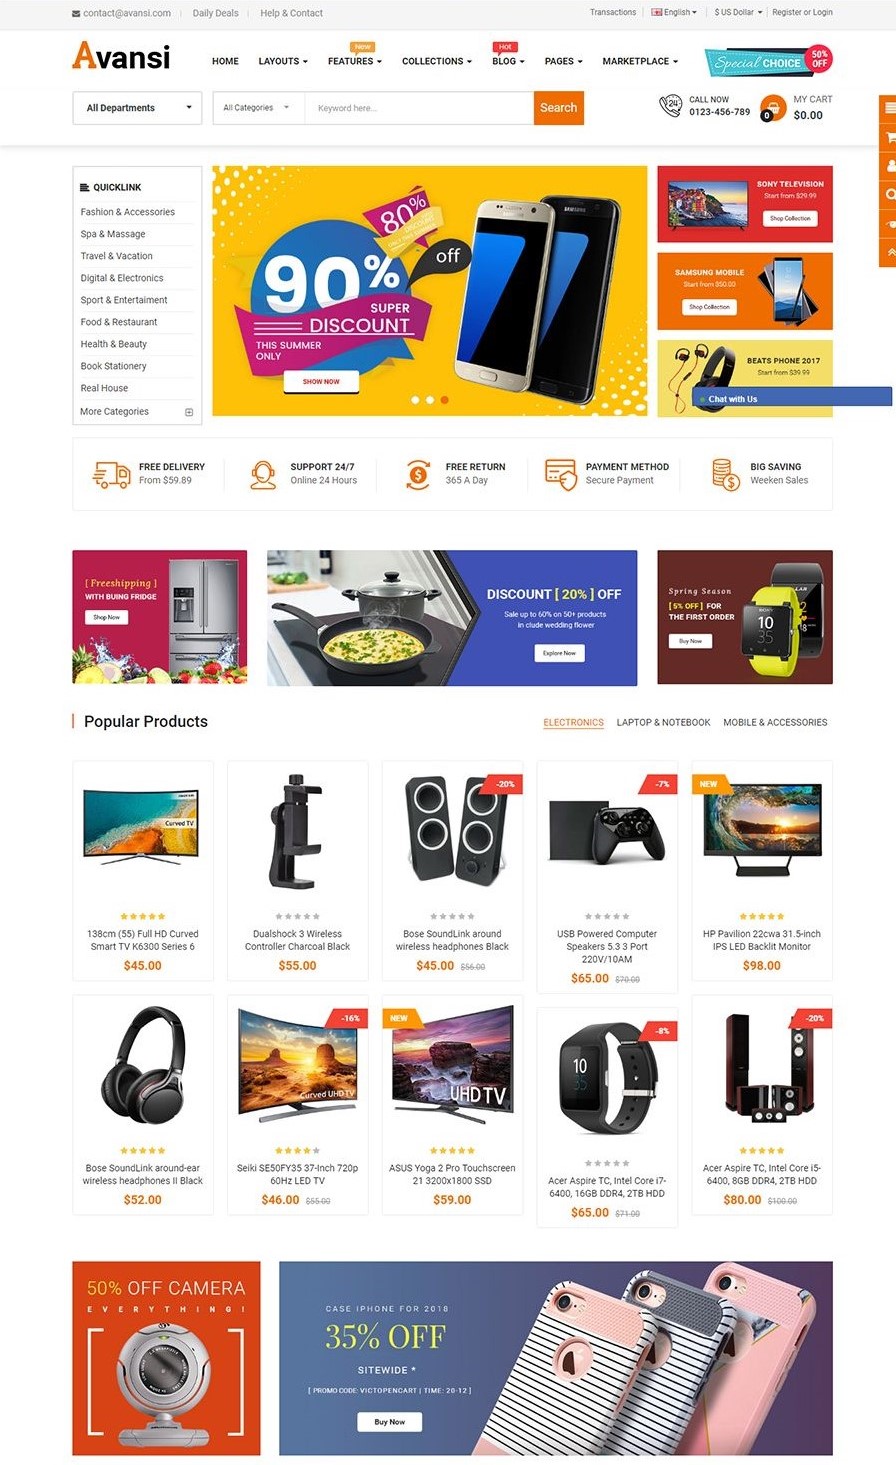 contact@avansi.com
Daily Deals
Help & Contact
Transactions
English
$ US Dollar
Register or Login
Avansi
HOME
LAYOUTS
New
FEATURES
COLLECTIONS
Hot
BLOG
PAGES
MARKETPLACE
Special CHOICE
50%
OFF
All Departments
All Categories
Keyword here...
Search
24
CALL NOW
0123-456-789
0
MY CART
$0.00
QUICKLINK
Fashion & Accessories
Spa & Massage
Travel & Vacation
Digital & Electronics
Sport & Entertaiment
Food & Restaurant
Health & Beauty
Book Stationery
Real House
More Categories
80%
DISCOUNT
off
90%
SUPER
DISCOUNT
THIS SUMMER
ONLY
SHOW NOW
SAMSUNG
SAMSUNG
SONY TELEVISION
Start from $29.99
Shop Collection
SAMSUNG MOBILE
Start from $50.00
Shop Collection
BEATS PHONE 2017
Start from $39.99
Chat with Us
FREE DELIVERY
From $59.89
SUPPORT 24/7
Online 24 Hours
FREE RETURN
365 A Day
PAYMENT METHOD
Secure Payment
BIG SAVING
Weeken Sales
[ Freeshipping ]
WITH BUING FRIDGE
Shop Now
DISCOUNT [ 20% ] OFF
Sale up to 60% on 50+ products
in clude wedding flower
Explore Now
Spring Season
[ 5% OFF ] FOR
THE FIRST ORDER
Buy Now
SONY
10
35
Popular Products
ELECTRONICS
LAPTOP & NOTEBOOK
MOBILE & ACCESSORIES
Curved TV
138cm (55) Full HD Curved
Smart TV K6300 Series 6
$45.00
Dualshock 3 Wireless
Controller Charcoal Black
$55.00
-20%
Bose SoundLink around
wireless headphones Black
$45.00 $56.00
-7%
USB Powered Computer
Speakers 5.3 3 Port
220V/10AM
$65.00 $70.00
NEW
HP Pavilion 22cwa 31.5-inch
IPS LED Backlit Monitor
$98.00
Bose SoundLink around-ear
wireless headphones II Black
$52.00
-16%
Curved UHD TV
Seiki SE50FY35 37-Inch 720p
60Hz LED TV
$46.00 $55.00
NEW
UHD TV
ASUS Yoga 2 Pro Touchscreen
21 3200x1800 SSD
$59.00
-8%
10
35
Acer Aspire TC, Intel Core i7-
6400, 16GB DDR4, 2TB HDD
$65.00 $71.00
-20%
Acer Aspire TC, Intel Core i5-
6400, 8GB DDR4, 2TB HDD
$80.00 $100.00
50% OFF CAMERA
EVERYTHING!
CASE IPHONE FOR 2018
35% OFF
SITEWIDE *
[ PROMO CODE: VICTOPENCART | TIME: 20-12 ]
Buy Now